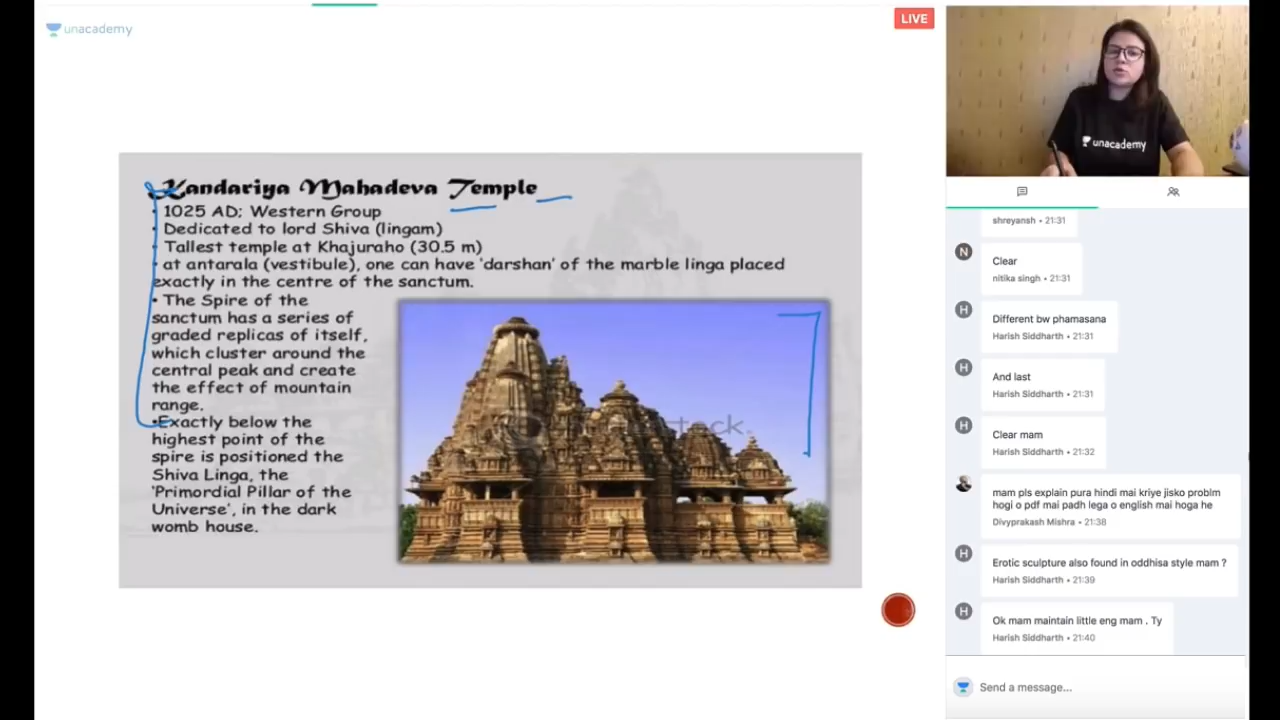 unacademy
LIVE
Kandariya Mahadeva Temple
• 1025 AD; Western Group
• Dedicated to lord Shiva (lingam)
• Tallest temple at Khajuraho (30.5 m)
• at antarala (vestibule), one can have 'darshan' of the marble linga placed
exactly in the centre of the sanctum.
• The Spire of the
sanctum has a series of
graded replicas of itself,
which cluster around the
central peak and create
the effect of mountain
range.
•Exactly below the
highest point of the
spire is positioned the
Shiva Linga, the
'Primordial Pillar of the
Universe', in the dark
womb house.
unacademy
shreyansh • 21:31
N
Clear
nitika singh • 21:31
H
Different bw phamasana
Harish Siddharth • 21:31
H
And last
Harish Siddharth • 21:31
H
Clear mam
Harish Siddharth • 21:32
mam pls explain pura hindi mai kriye jisko problm
hogi o pdf mai padh lega o english mai hoga he
Divyprakash Mishra • 21:38
H
Erotic sculpture also found in oddhisa style mam ?
Harish Siddharth • 21:39
H
Ok mam maintain little eng mam . Ty
Harish Siddharth • 21:40
Send a message...